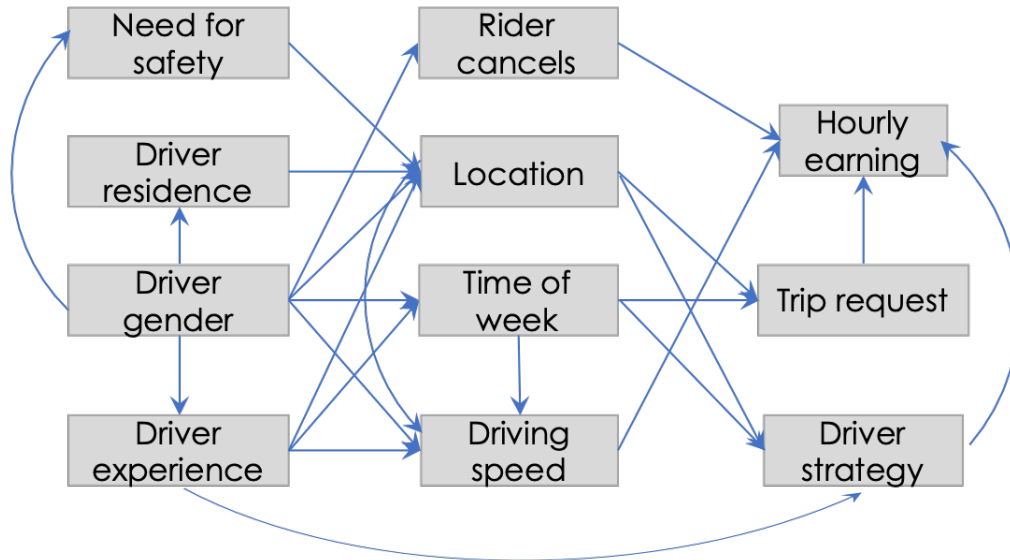 Need for
safety
Rider
cancels
Hourly
earning
Driver
residence
Location
Driver
gender
Time of
week
Trip request
Driver
experience
Driving
speed
Driver
strategy